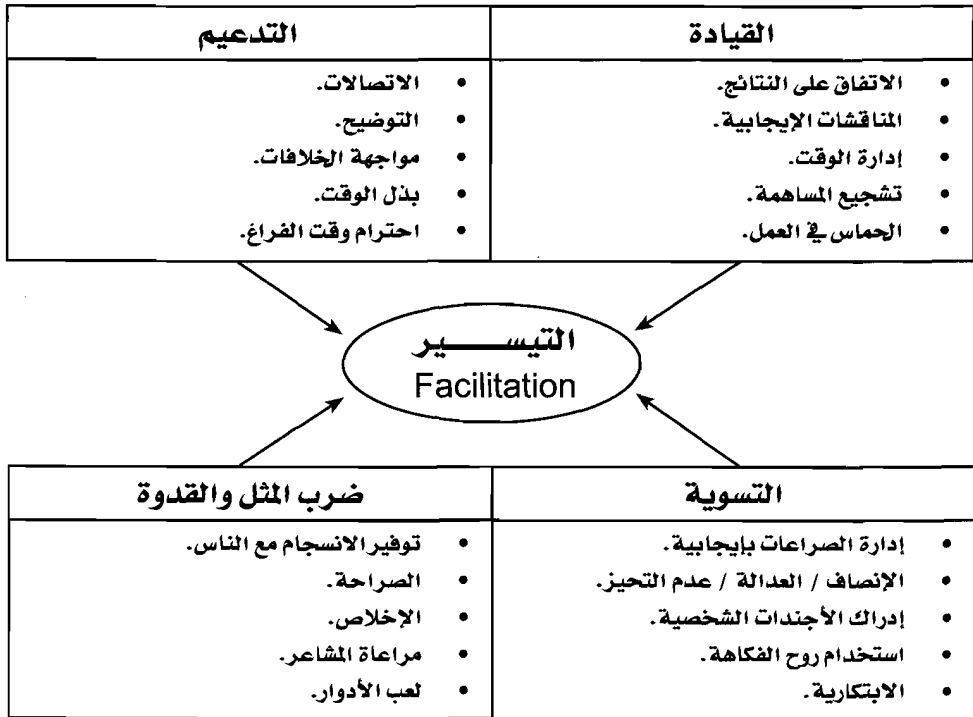 القيادة
الاتفاق على النتائج.
المناقشات الإيجابية.
إدارة الوقت.
تشجيع المساهمة.
الحماس في العمل.
التدعيم
الاتصالات.
التوضيح.
مواجهة الخلافات.
بذل الوقت.
احترام وقت الفراغ.
التيســـــير
Facilitation
التسوية
إدارة الصراعات بإيجابية.
الإنصاف / العدالة / عدم التحيز.
إدراك الأجندات الشخصية.
استخدام روح الفكاهة.
الابتكارية.
ضرب المثل والقدوة
توفير الانسجام مع الناس.
الصراحة.
الإخلاص.
مراعاة المشاعر.
لعب الأدوار.